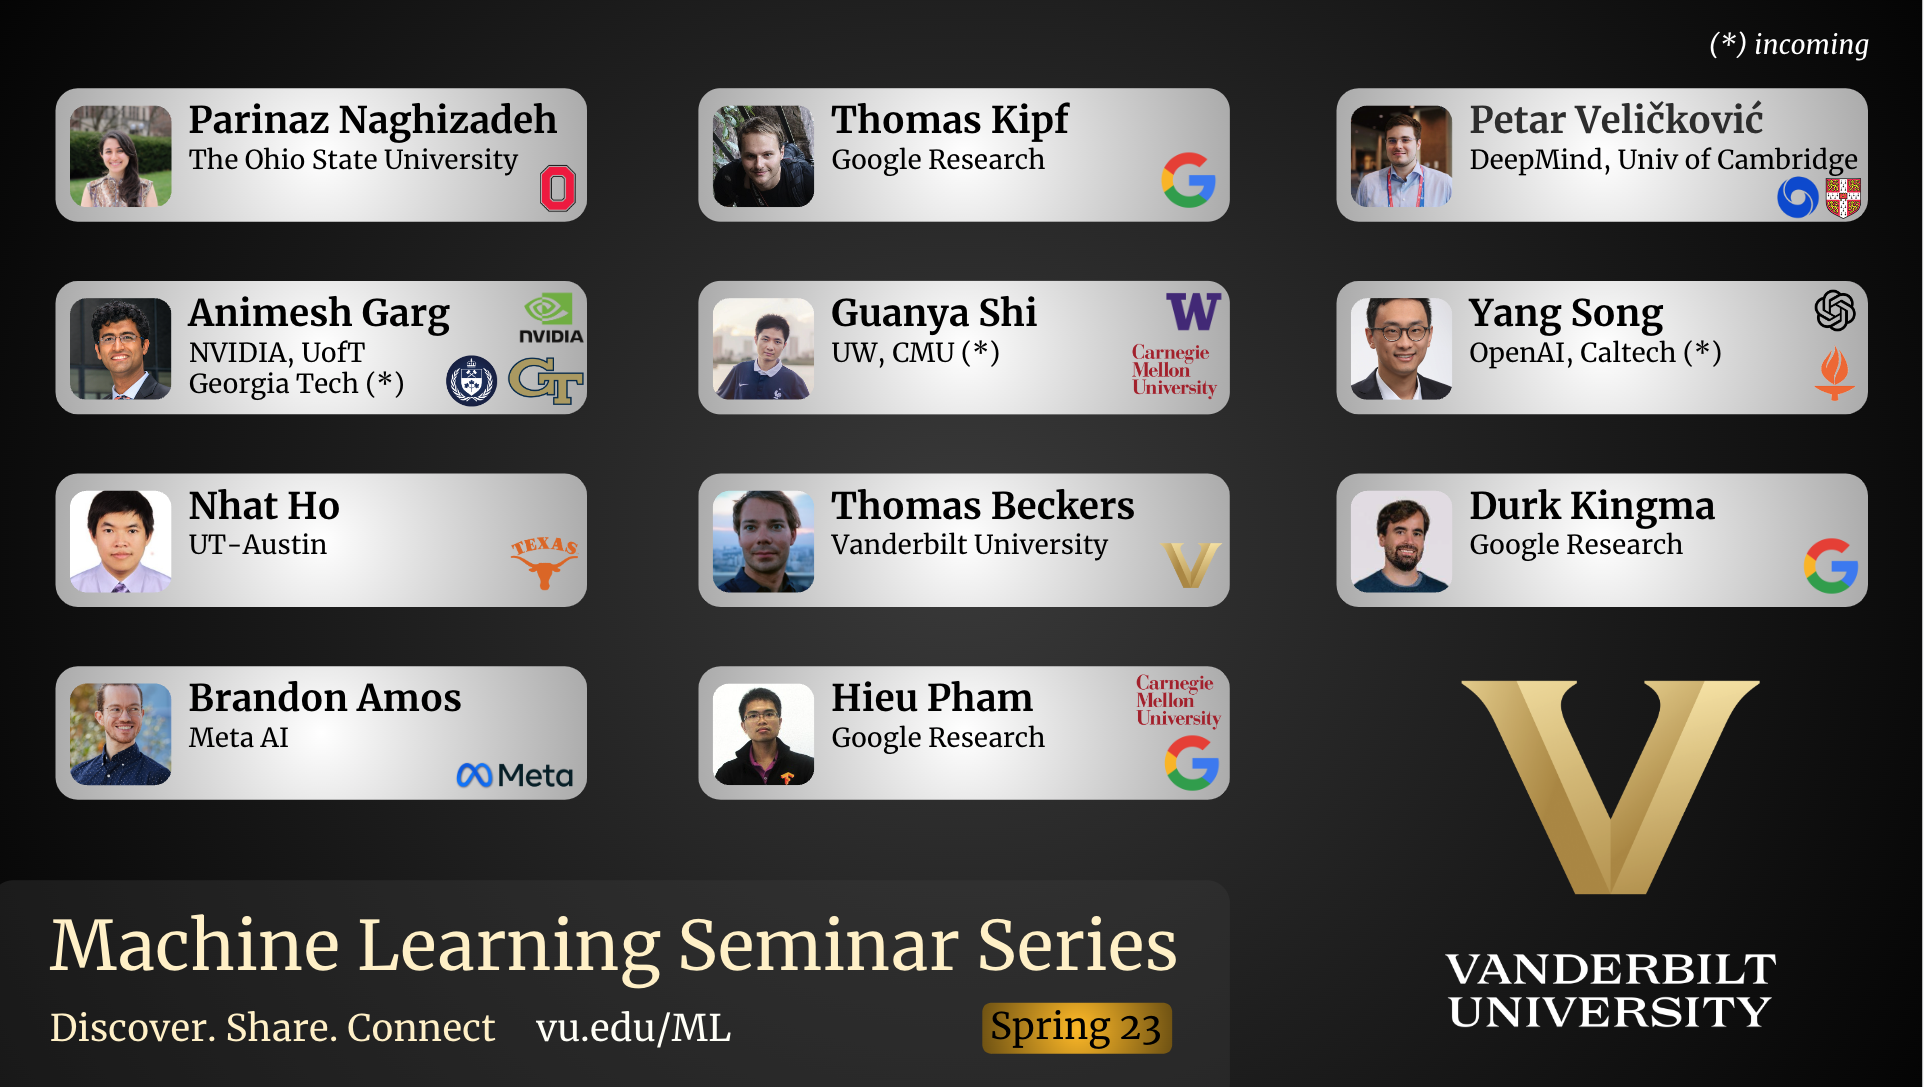 (*) incoming
Parinaz Naghizadeh
The Ohio State University
Thomas Kipf
Google Research
Petar Veličković
DeepMind, Univ of Cambridge
Animesh Garg
NVIDIA, UofT
Georgia Tech (*)
NVIDIA
GT
Guanya Shi
UW, CMU (*)
W
Carnegie
Mellon
University
Yang Song
OpenAI, Caltech (*)
Nhat Ho
UT-Austin
TEXAS
Thomas Beckers
Vanderbilt University
V
Durk Kingma
Google Research
G
Brandon Amos
Meta AI
Meta
Hieu Pham
Google Research
Carnegie
Mellon
University
G
Machine Learning Seminar Series
Discover. Share. Connect vu.edu/ML
Spring 23
V
VANDERBILT
UNIVERSITY